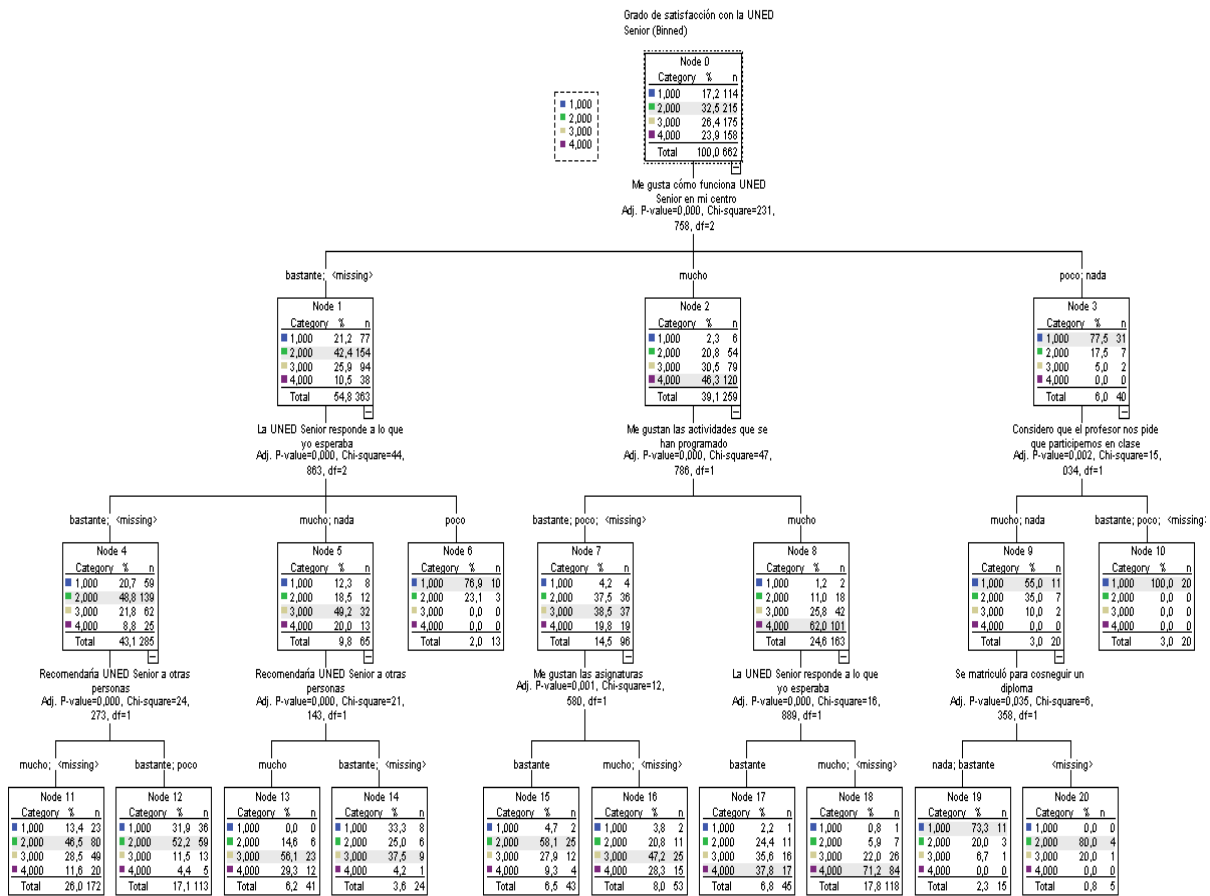 Grado de satisfacción con la UNED
Senior (Binned)
Node 0
Category % n
1,000 17,2 114
2,000 32,5 215
3,000 26,4 175
4,000 23,9 158
Total 100,0 662
1,000
2,000
3,000
4,000
Me gusta cómo funciona UNED
Senior en mi centro
Adj. P-value=0,000, Chi-square=231,
758, df=2
bastante; <missing>
mucho
poco; nada
Node 1
Category % n
1,000 21,2 77
2,000 42,4 154
3,000 25,9 94
4,000 10,5 38
Total 54,8 363
Node 2
Category % n
1,000 2,3 6
2,000 20,8 54
3,000 30,5 79
4,000 46,3 120
Total 39,1 259
Node 3
Category % n
1,000 77,5 31
2,000 17,5 7
3,000 5,0 2
4,000 0,0 0
Total 6,0 40
La UNED Senior responde a lo que
yo esperaba
Adj. P-value=0,000, Chi-square=44,
863, df=2
Me gustan las actividades que se
han programado
Adj. P-value=0,000, Chi-square=47,
786, df=1
Considero que el profesor nos pide
que participemos en clase
Adj. P-value=0,002, Chi-square=15,
034, df=1
bastante; <missing>
mucho; nada
poco
bastante; poco; <missing>
mucho
mucho; nada
bastante; poco; <missing>
Node 4
Category % n
1,000 20,7 59
2,000 48,8 139
3,000 21,8 62
4,000 8,8 25
Total 43,1 285
Node 5
Category % n
1,000 12,3 8
2,000 18,5 12
3,000 49,2 32
4,000 20,0 13
Total 9,8 65
Node 6
Category % n
1,000 76,9 10
2,000 23,1 3
3,000 0,0 0
4,000 0,0 0
Total 2,0 13
Node 7
Category % n
1,000 4,2 4
2,000 37,5 36
3,000 38,5 37
4,000 19,8 19
Total 14,5 96
Node 8
Category % n
1,000 1,2 2
2,000 11,0 18
3,000 25,8 42
4,000 62,0 101
Total 24,6 163
Node 9
Category % n
1,000 55,0 11
2,000 35,0 7
3,000 10,0 2
4,000 0,0 0
Total 3,0 20
Node 10
Category % n
1,000 100,0 20
2,000 0,0 0
3,000 0,0 0
4,000 0,0 0
Total 3,0 20
Recomendaría UNED Senior a otras
personas
Adj. P-value=0,000, Chi-square=24,
273, df=1
Recomendaría UNED Senior a otras
personas
Adj. P-value=0,000, Chi-square=21,
143, df=1
Me gustan las asignaturas
Adj. P-value=0,001, Chi-square=12,
580, df=1
La UNED Senior responde a lo que
yo esperaba
Adj. P-value=0,000, Chi-square=16,
889, df=1
Se matriculó para coseguir un
diploma
Adj. P-value=0,035, Chi-square=6,
358, df=1
mucho; <missing>
bastante; poco
mucho
bastante; <missing>
bastante
mucho; <missing>
bastante
mucho; <missing>
nada; bastante
<missing>
Node 11
Category % n
1,000 13,4 23
2,000 46,5 80
3,000 28,5 49
4,000 11,6 20
Total 26,0 172
Node 12
Category % n
1,000 31,9 36
2,000 52,2 59
3,000 11,5 13
4,000 4,4 5
Total 17,1 113
Node 13
Category % n
1,000 0,0 0
2,000 14,6 6
3,000 56,1 23
4,000 29,3 12
Total 6,2 41
Node 14
Category % n
1,000 33,3 8
2,000 25,0 6
3,000 37,5 9
4,000 4,2 1
Total 3,6 24
Node 15
Category % n
1,000 4,7 2
2,000 58,1 25
3,000 27,9 12
4,000 9,3 4
Total 6,5 43
Node 16
Category % n
1,000 3,8 2
2,000 20,8 11
3,000 47,2 25
4,000 28,3 15
Total 8,0 53
Node 17
Category % n
1,000 2,2 1
2,000 24,4 11
3,000 35,6 16
4,000 37,8 17
Total 6,8 45
Node 18
Category % n
1,000 0,8 1
2,000 5,9 7
3,000 22,0 26
4,000 71,2 84
Total 17,8 118
Node 19
Category % n
1,000 73,3 11
2,000 20,0 3
3,000 6,7 1
4,000 0,0 0
Total 2,3 15
Node 20
Category % n
1,000 0,0 0
2,000 80,0 4
3,000 20,0 1
4,000 0,0 0
Total 0,8 5